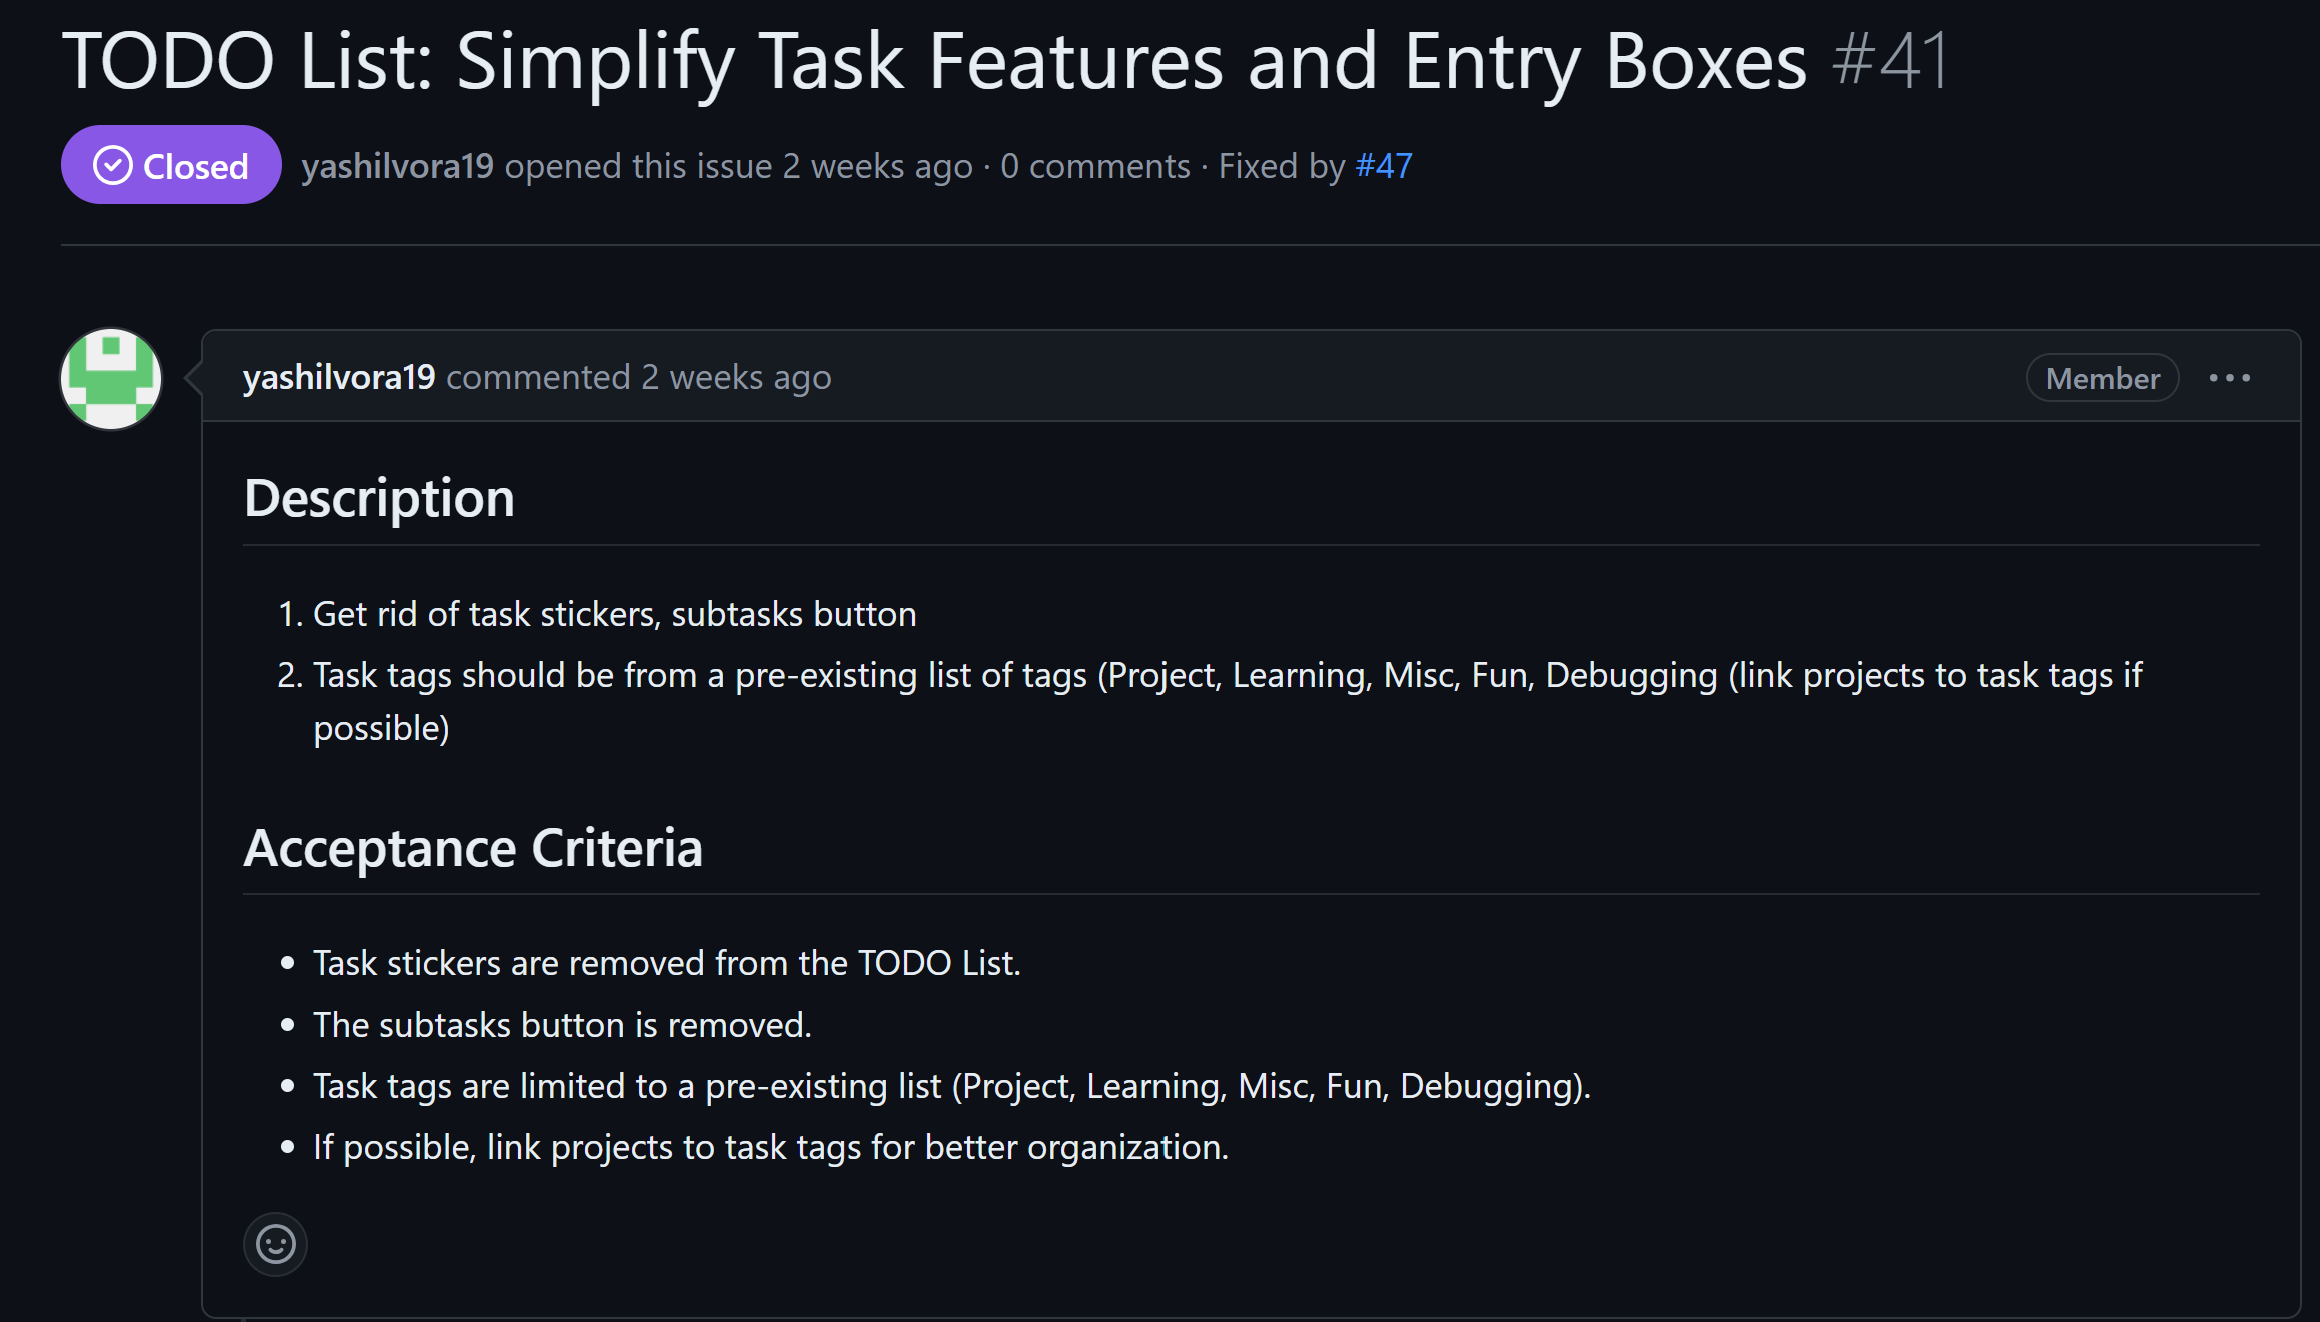 TODO List: Simplify Task Features and Entry Boxes #41
Closed yashilvora19 opened this issue 2 weeks ago · 0 comments · Fixed by #47
yashilvora19 commented 2 weeks ago Member
Description
1. Get rid of task stickers, subtasks button
2. Task tags should be from a pre-existing list of tags (Project, Learning, Misc, Fun, Debugging (link projects to task tags if
possible)
Acceptance Criteria
• Task stickers are removed from the TODO List.
• The subtasks button is removed.
• Task tags are limited to a pre-existing list (Project, Learning, Misc, Fun, Debugging).
• If possible, link projects to task tags for better organization.